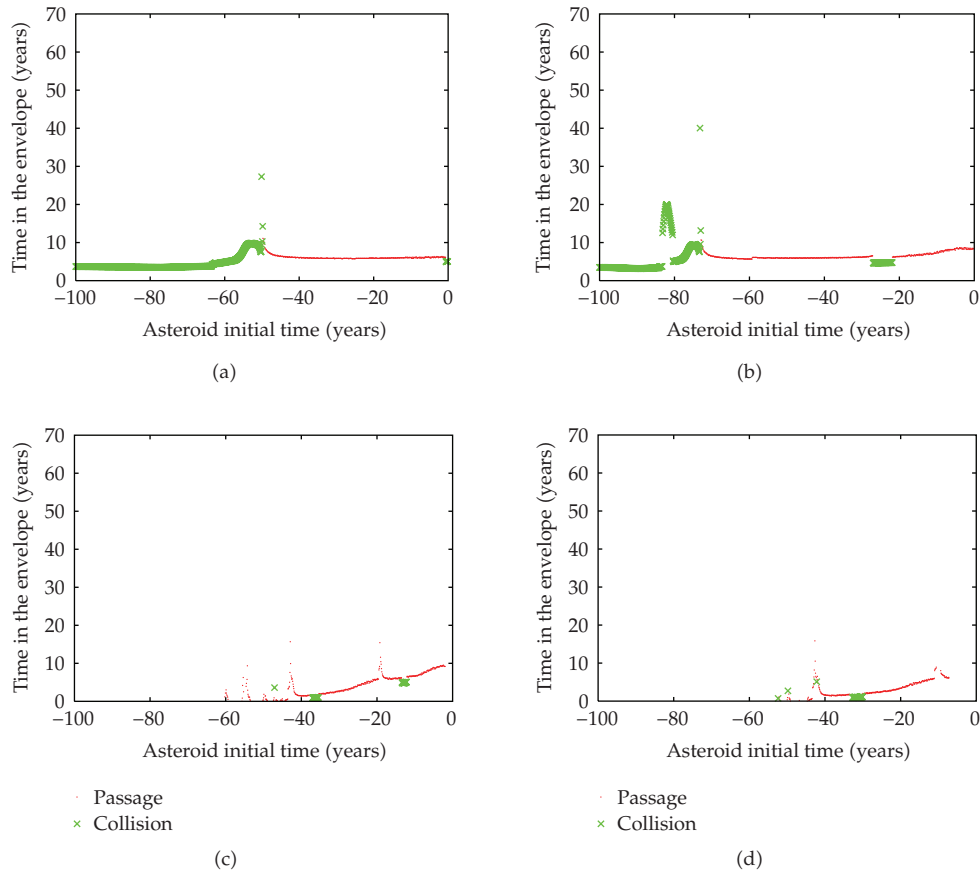 70
60
50
40
30
20
10
0
Time in the envelope (years)
−100 −80 −60 −40 −20 0
Asteroid initial time (years)
(a)
70
60
50
40
30
20
10
0
Time in the envelope (years)
−100 −80 −60 −40 −20 0
Asteroid initial time (years)
(b)
70
60
50
40
30
20
10
0
Time in the envelope (years)
−100 −80 −60 −40 −20 0
Asteroid initial time (years)
Passage
Collision
(c)
70
60
50
40
30
20
10
0
Time in the envelope (years)
−100 −80 −60 −40 −20 0
Asteroid initial time (years)
Passage
Collision
(d)